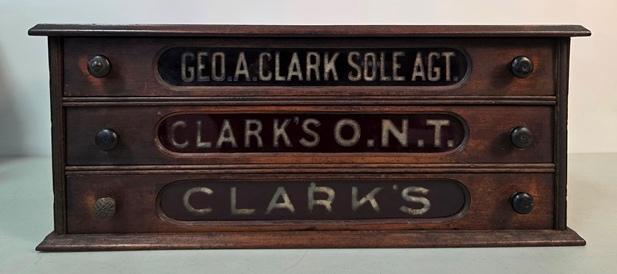 GEO.A.CLARK SOLE AGT.
CLARK'S O.N.T.
CLARK'S